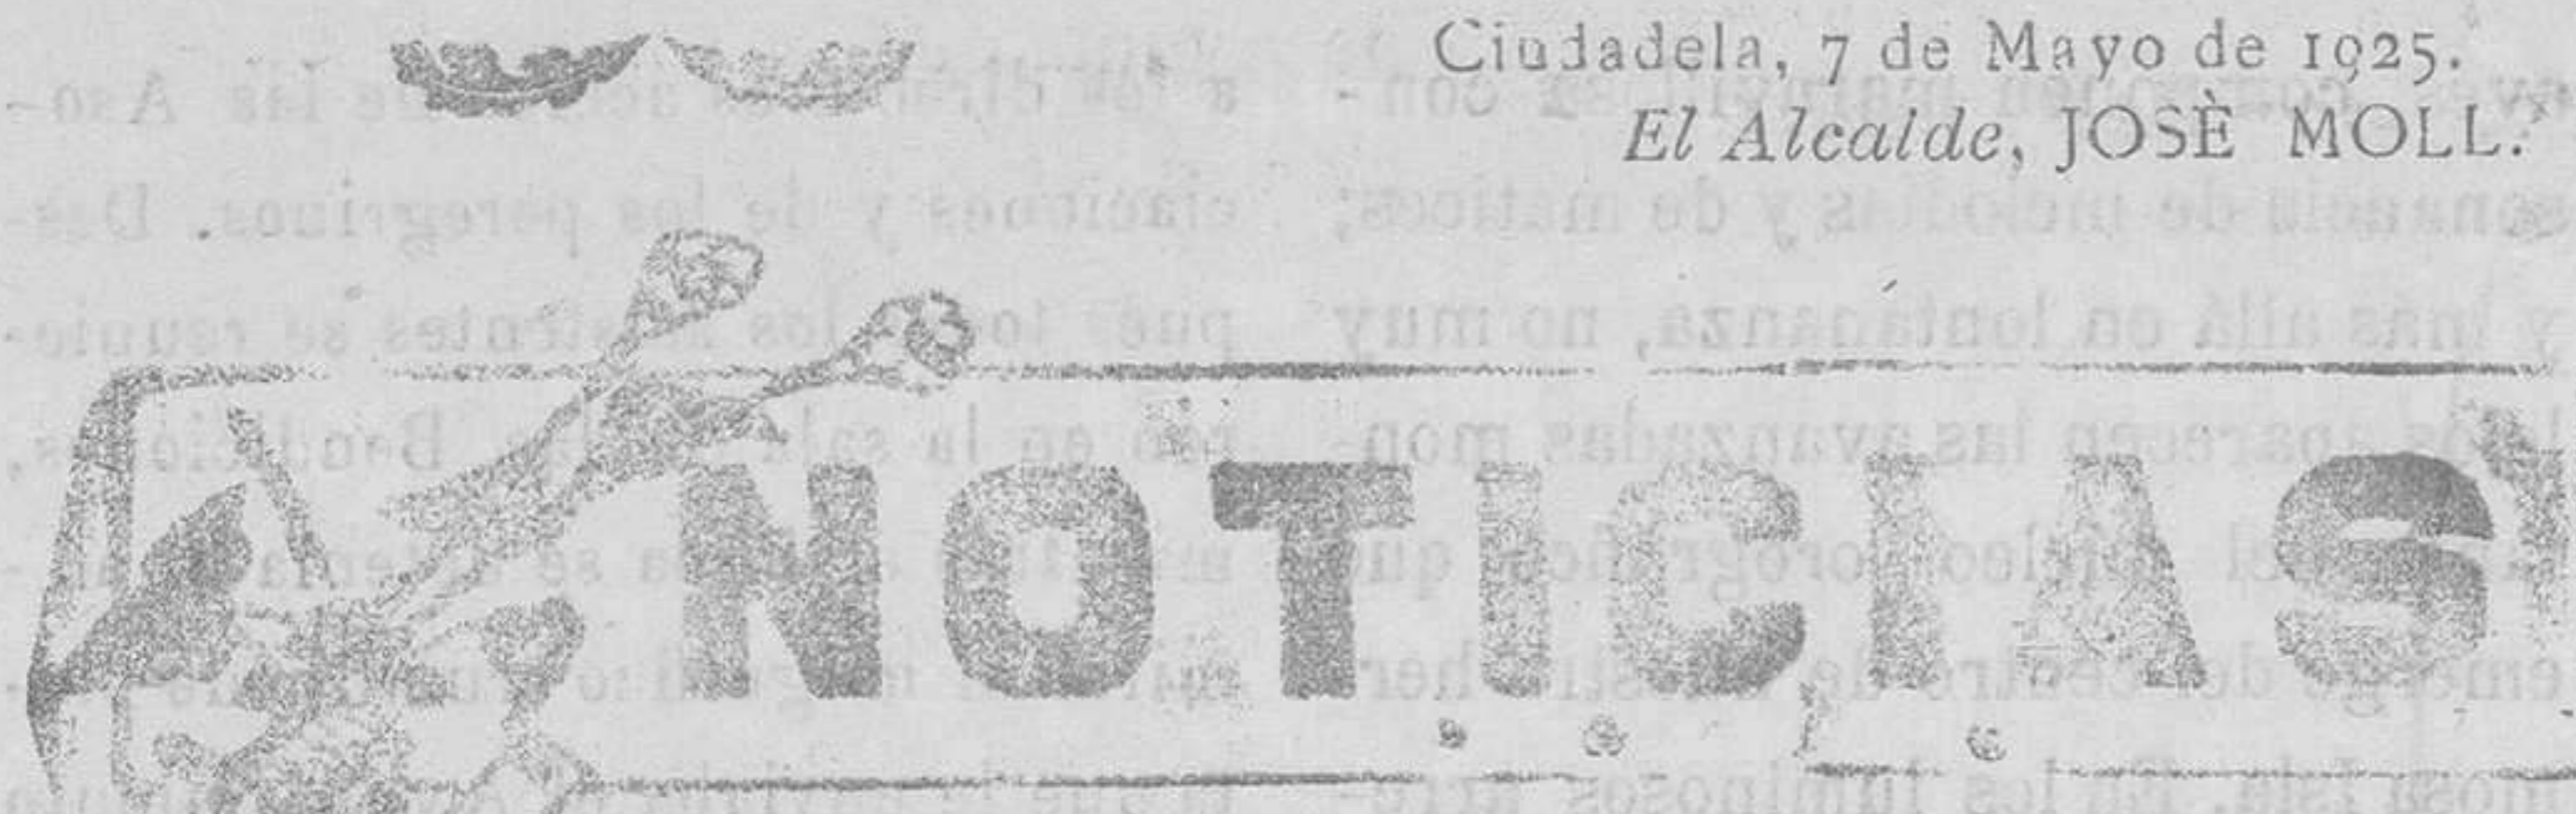 Ciudadela, 7 de Mayo de 1925.
El Alcalde, JOSÈ MOLL.
NOTICIAS